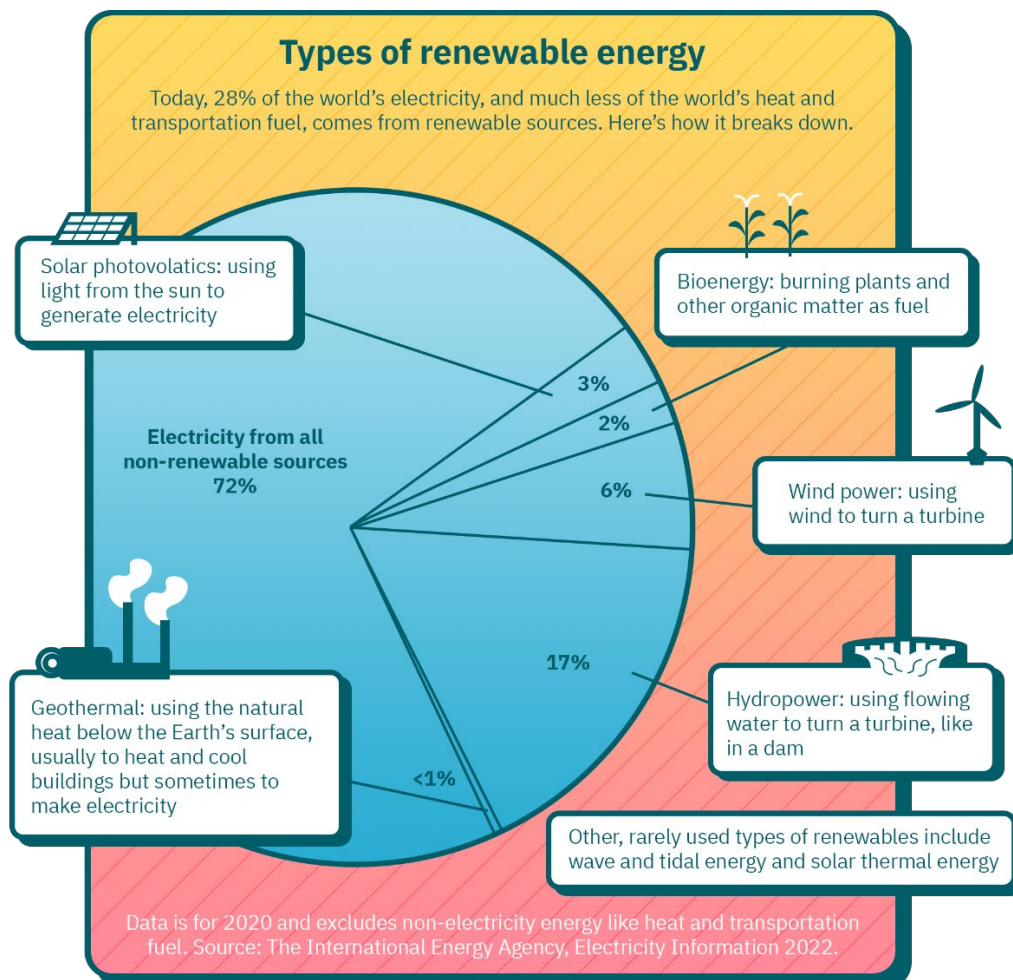 Types of renewable energy
Today, 28% of the world's electricity, and much less of the world's heat and
transportation fuel, comes from renewable sources. Here's how it breaks down.
Solar photovolatics: using
light from the sun to
generate electricity
Bioenergy: burning plants and
other organic matter as fuel
3%
2%
Electricity from all
non-renewable sources
72%
6%
Wind power: using
wind to turn a turbine
17%
Hydropower: using flowing
water to turn a turbine, like
in a dam
Geothermal: using the natural
heat below the Earth's surface,
usually to heat and cool
buildings but sometimes to
make electricity
<1%
Other, rarely used types of renewables include
wave and tidal energy and solar thermal energy
Data is for 2020 and excludes non-electricity energy like heat and transportation
fuel. Source: The International Energy Agency, Electricity Information 2022.